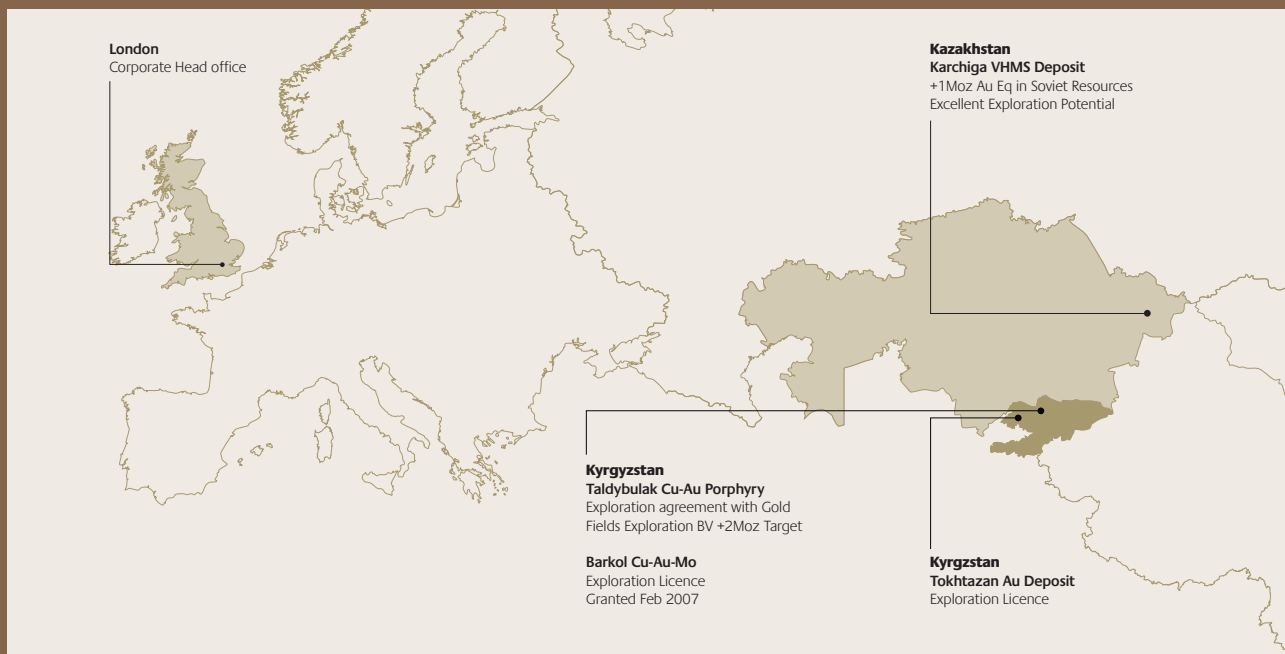 London
Corporate Head office
Kazakhstan
Karchiga VHMS Deposit
+1Moz Au Eq in Soviet Resources
Excellent Exploration Potential
Kyrgyzstan
Taldybulak Cu-Au Porphyry
Exploration agreement with Gold
Fields Exploration BV +2Moz Target
Barkol Cu-Au-Mo
Exploration Licence
Granted Feb 2007
Kyrgzstan
Tokhtazan Au Deposit
Exploration Licence